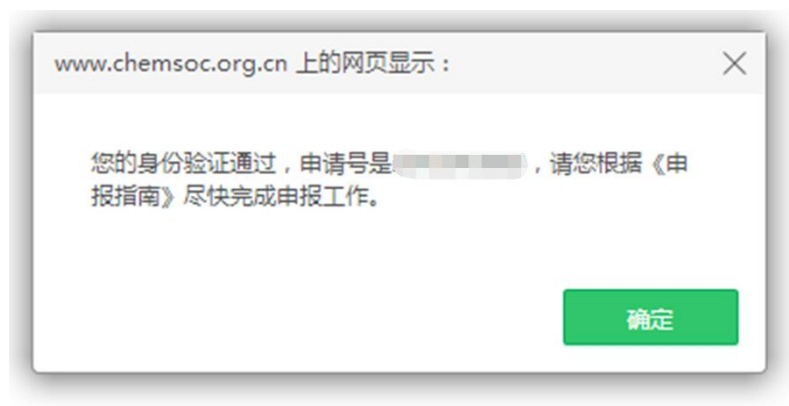 www.chemsoc.org.cn 上的网页显示：
您的身份验证通过，申请号是，请您根据《申
报指南》尽快完成申报工作。
确定